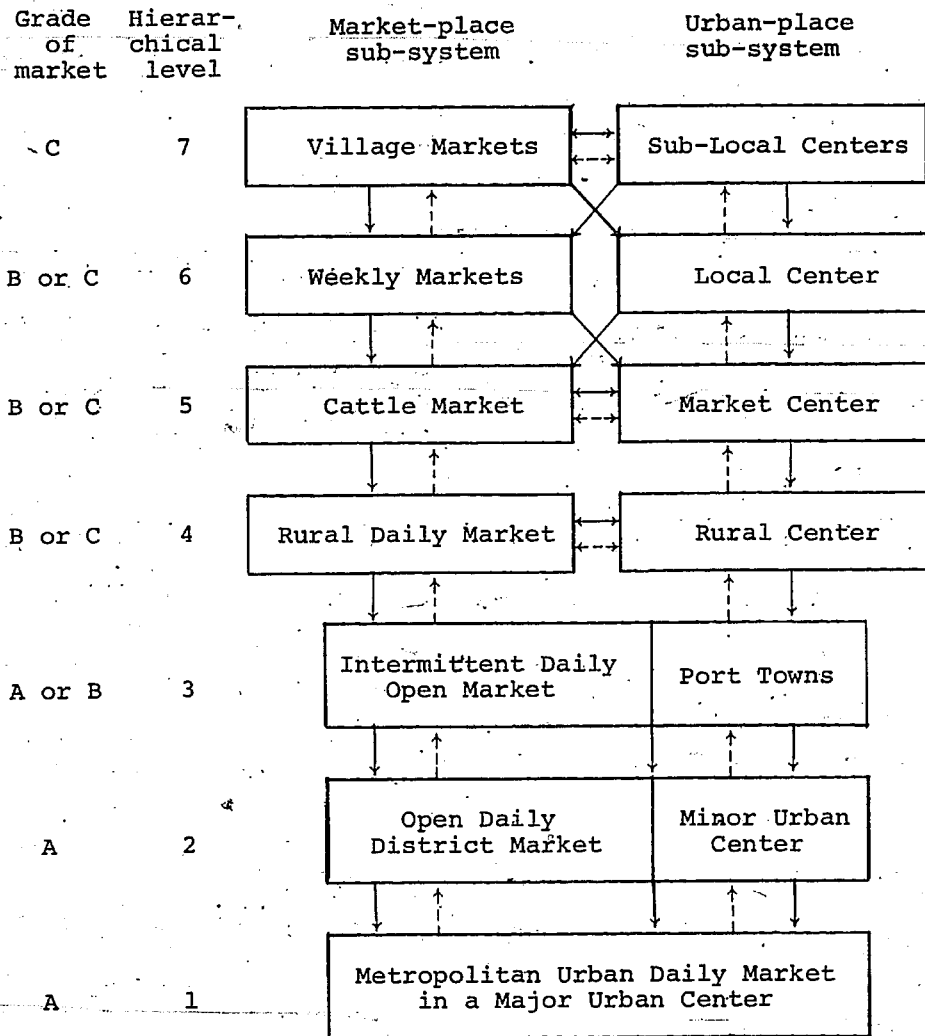 Grade of market
Hierar-chical level
Market-place sub-system
Urban-place sub-system
C 7 Village Markets Sub-Local Centers
B or C 6 Weekly Markets Local Center
B or C 5 Cattle Market Market Center
B or C 4 Rural Daily Market Rural Center
A or B 3 Intermittent Daily Open Market Port Towns
A 2 Open Daily District Market Minor Urban Center
A 1 Metropolitan Urban Daily Market in a Major Urban Center